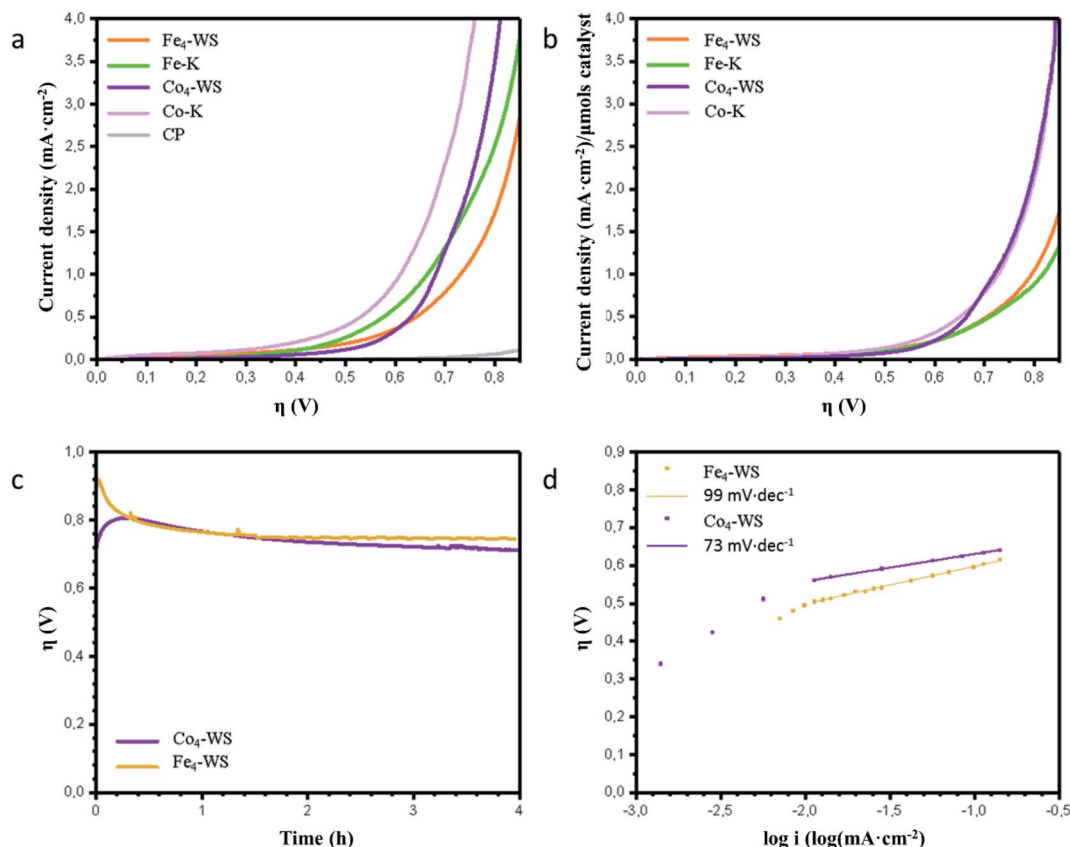 a
Fe₄-WS
Fe-K
Co₄-WS
Co-K
CP
4,0
3,5
3,0
2,5
2,0
1,5
1,0
0,5
0,0
Current density (mA·cm⁻²)
0,0 0,1 0,2 0,3 0,4 0,5 0,6 0,7 0,8
η (V)
b
Fe₄-WS
Fe-K
Co₄-WS
Co-K
4,0
3,5
3,0
2,5
2,0
1,5
1,0
0,5
0,0
Current density (mA·cm⁻²)/µmols catalyst
0,1 0,2 0,3 0,4 0,5 0,6 0,7 0,8
η (V)
c
1,0
0,8
0,6
0,4
0,2
0,0
η (V)
Co₄-WS
Fe₄-WS
0 1 2 3 4
Time (h)
d
Fe₄-WS
99 mV·dec⁻¹
Co₄-WS
73 mV·dec⁻¹
0,9
0,8
0,7
0,6
0,5
0,4
0,3
0,2
0,1
0,0
η (V)
-3,0 -2,5 -2,0 -1,5 -1,0 -0,5
log i (log(mA·cm⁻²)